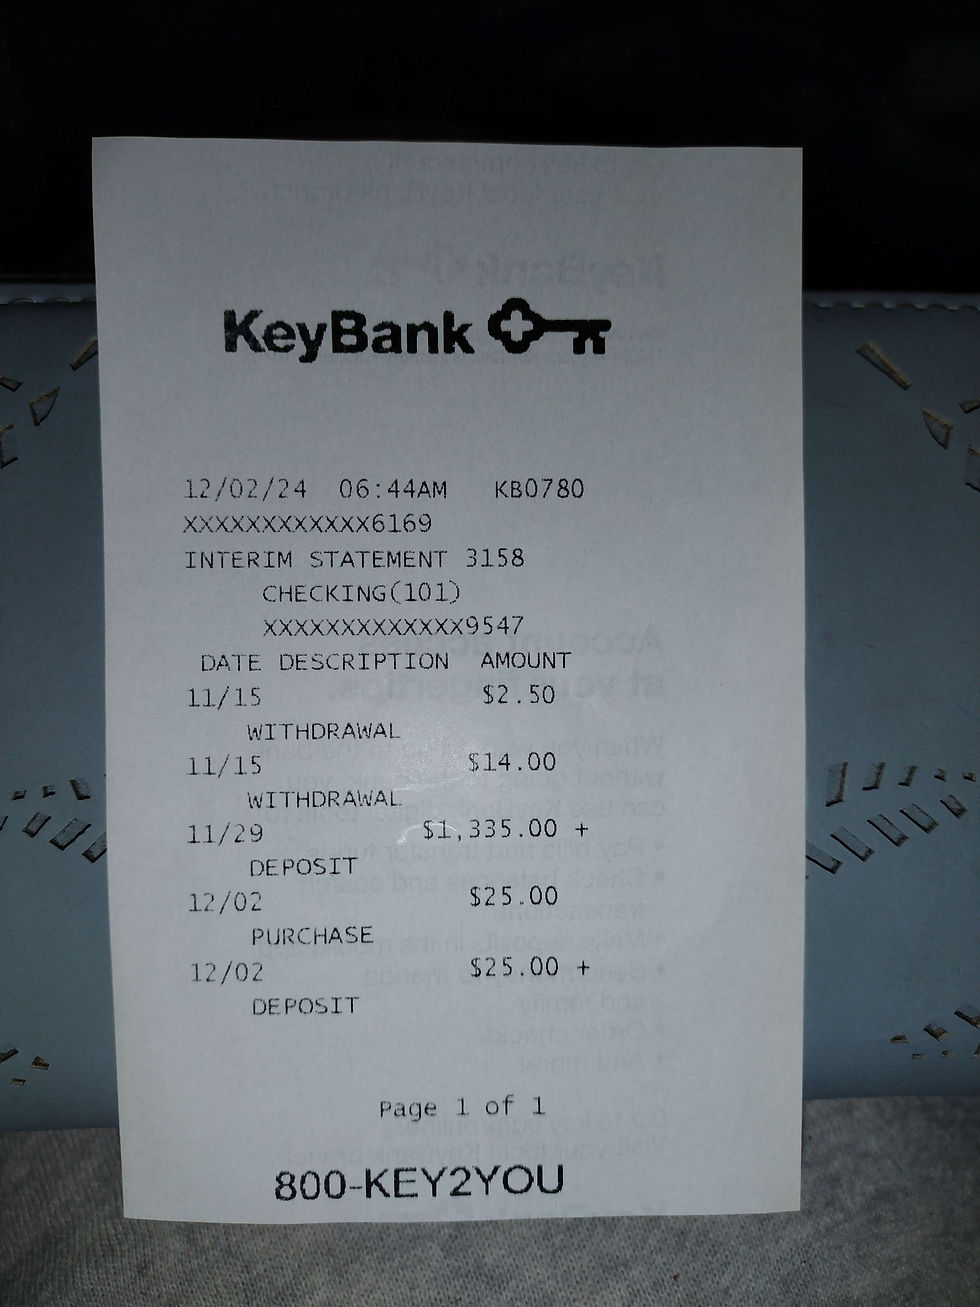 KeyBank
12/02/24 06:44AM KB0780
XXXXXXXXXXXX6169
INTERIM STATEMENT 3158
CHECKING(101)
XXXXXXXXXXXXX9547
DATE DESCRIPTION AMOUNT
11/15 $2.50
WITHDRAWAL
11/15 $14.00
WITHDRAWAL
11/29 $1,335.00 +
DEPOSIT
12/02 $25.00
PURCHASE
12/02 $25.00 +
DEPOSIT
Page 1 of 1
800-KEY2YOU